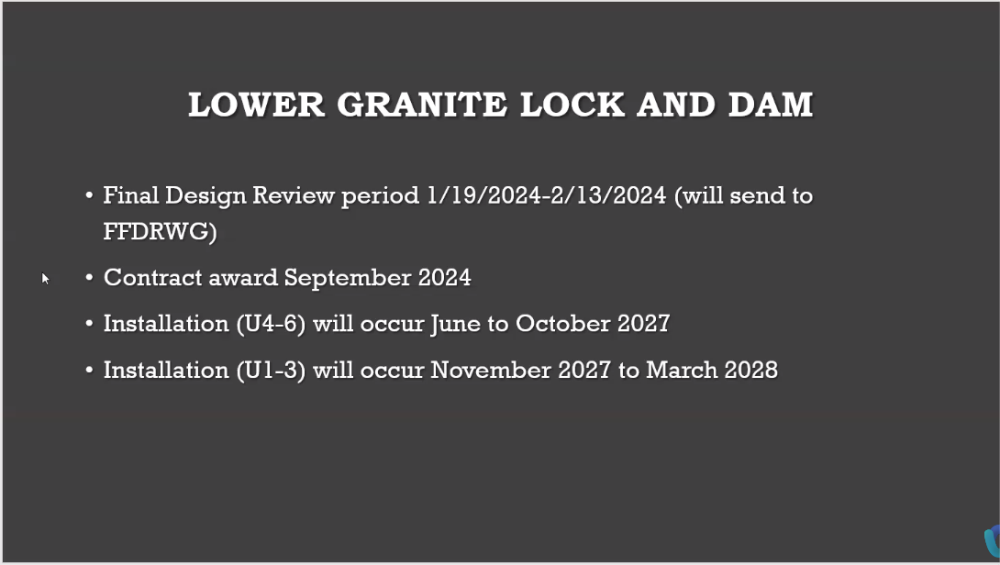 LOWER GRANITE LOCK AND DAM
• Final Design Review period 1/19/2024-2/13/2024 (will send to
FFDRWG)
• Contract award September 2024
• Installation (U4-6) will occur June to October 2027
• Installation (U1-3) will occur November 2027 to March 2028